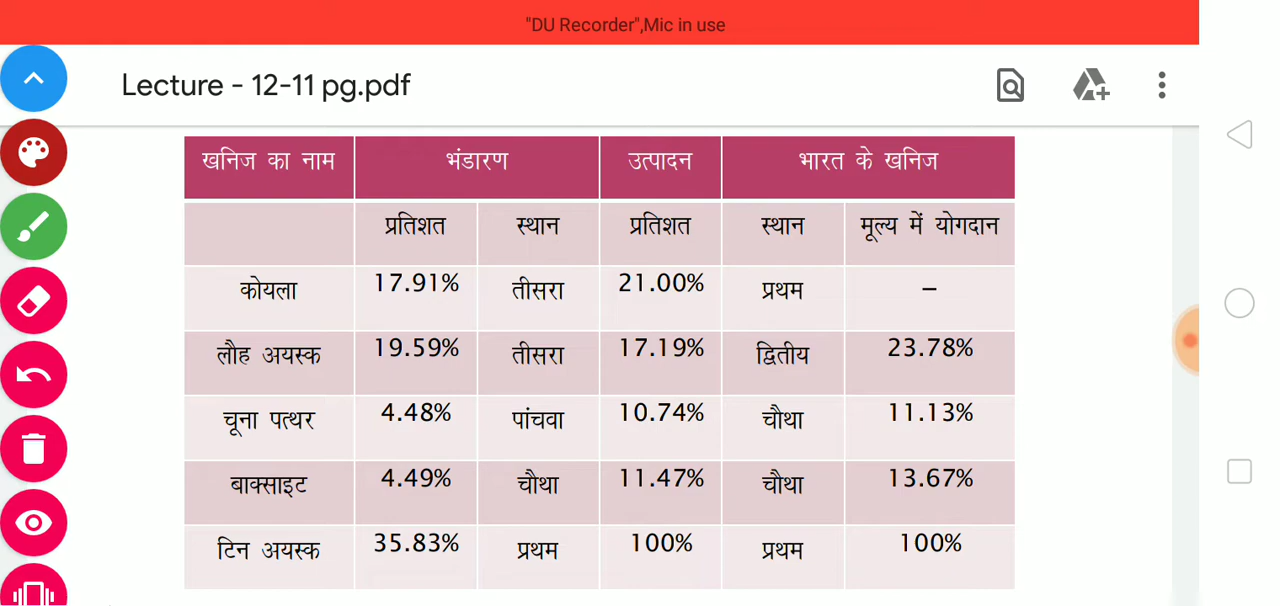 "DU Recorder",Mic in use
Lecture - 12-11 pg.pdf
खनिज का नाम भंडारण उत्पादन भारत के खनिज
प्रतिशत स्थान प्रतिशत स्थान मूल्य में योगदान
कोयला 17.91% तीसरा 21.00% प्रथम –
लौह अयस्क 19.59% तीसरा 17.19% द्वितीय 23.78%
चूना पत्थर 4.48% पांचवा 10.74% चौथा 11.13%
बाक्साइट 4.49% चौथा 11.47% चौथा 13.67%
टिन अयस्क 35.83% प्रथम 100% प्रथम 100%